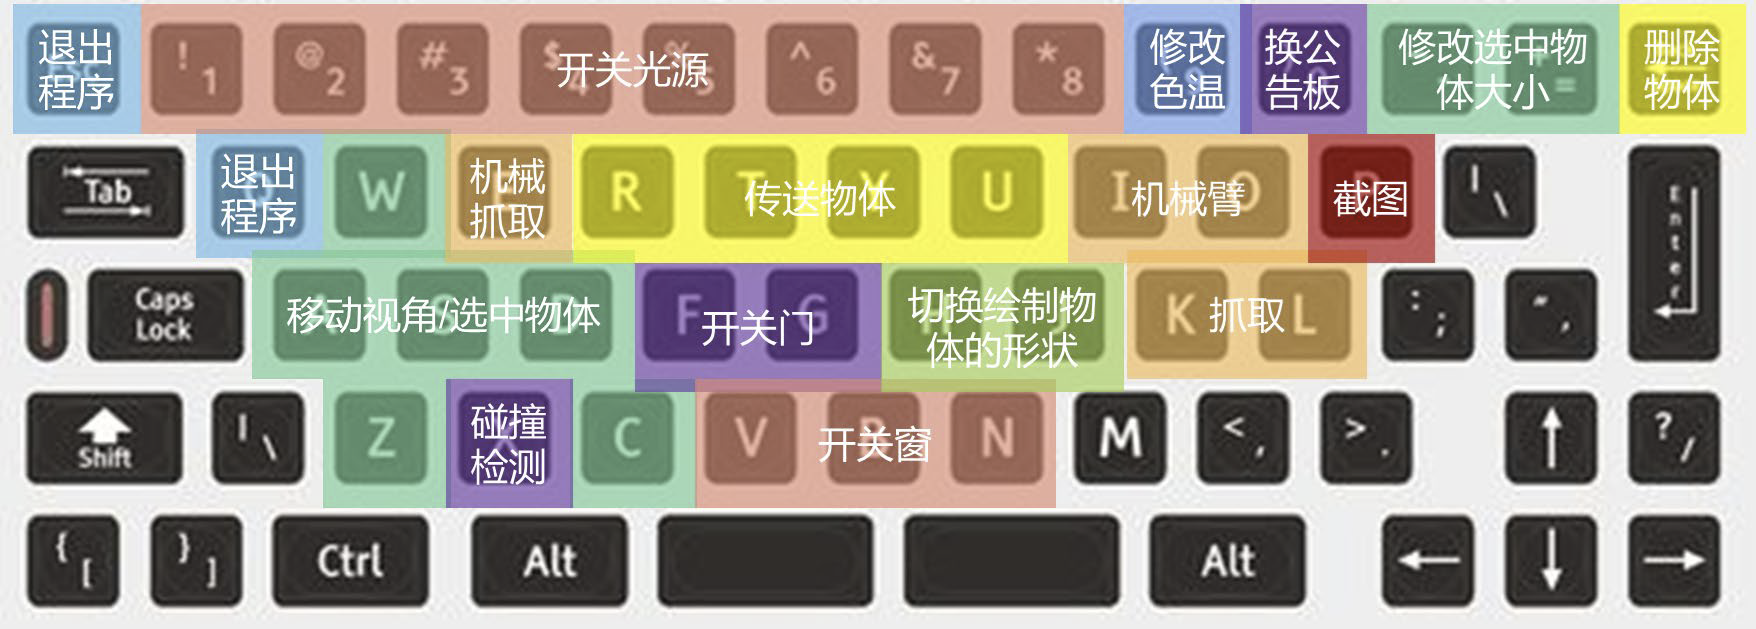 退出
程序
!
1
@
2
#
3
$
4
%
5
开关光源
^
6
&
7
*
8
修改
色温
换公
告板
修改选中物
体大小
+
=
删除
物体
Tab
退出
程序
W
机械
抓取
R
T
传送物体
Y
U
I
机械臂
O
截图
P
|
\
Enter
Caps
Lock
移动视角/选中物体
F
开关门
G
切换绘制物
体的形状
K
抓取
L
:
;
"
,
Shift
|
\
Z
碰撞
检测
C
V
开关窗
B
N
M
<
,
>
.
?
/
{
[
}
]
Ctrl
Alt
Alt